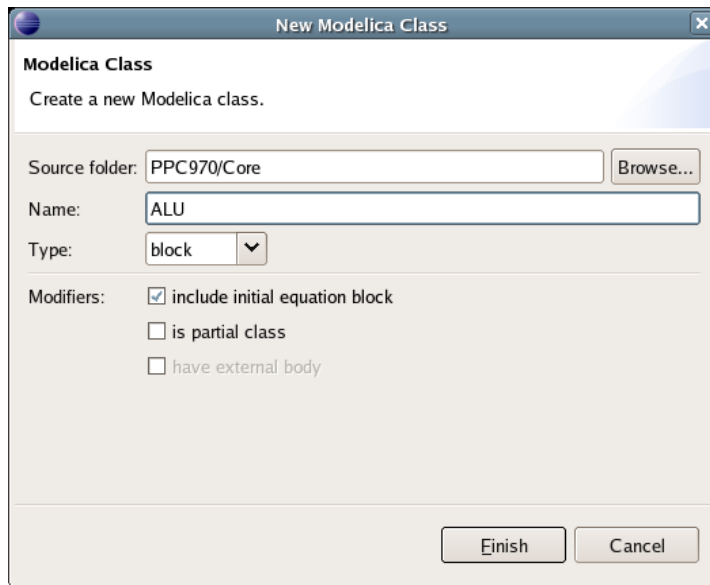 New Modelica Class
Modelica Class
Create a new Modelica class.
Source folder: PPC970/Core Browse...
Name: ALU
Type: block
Modifiers: include initial equation block
is partial class
have external body
Finish Cancel